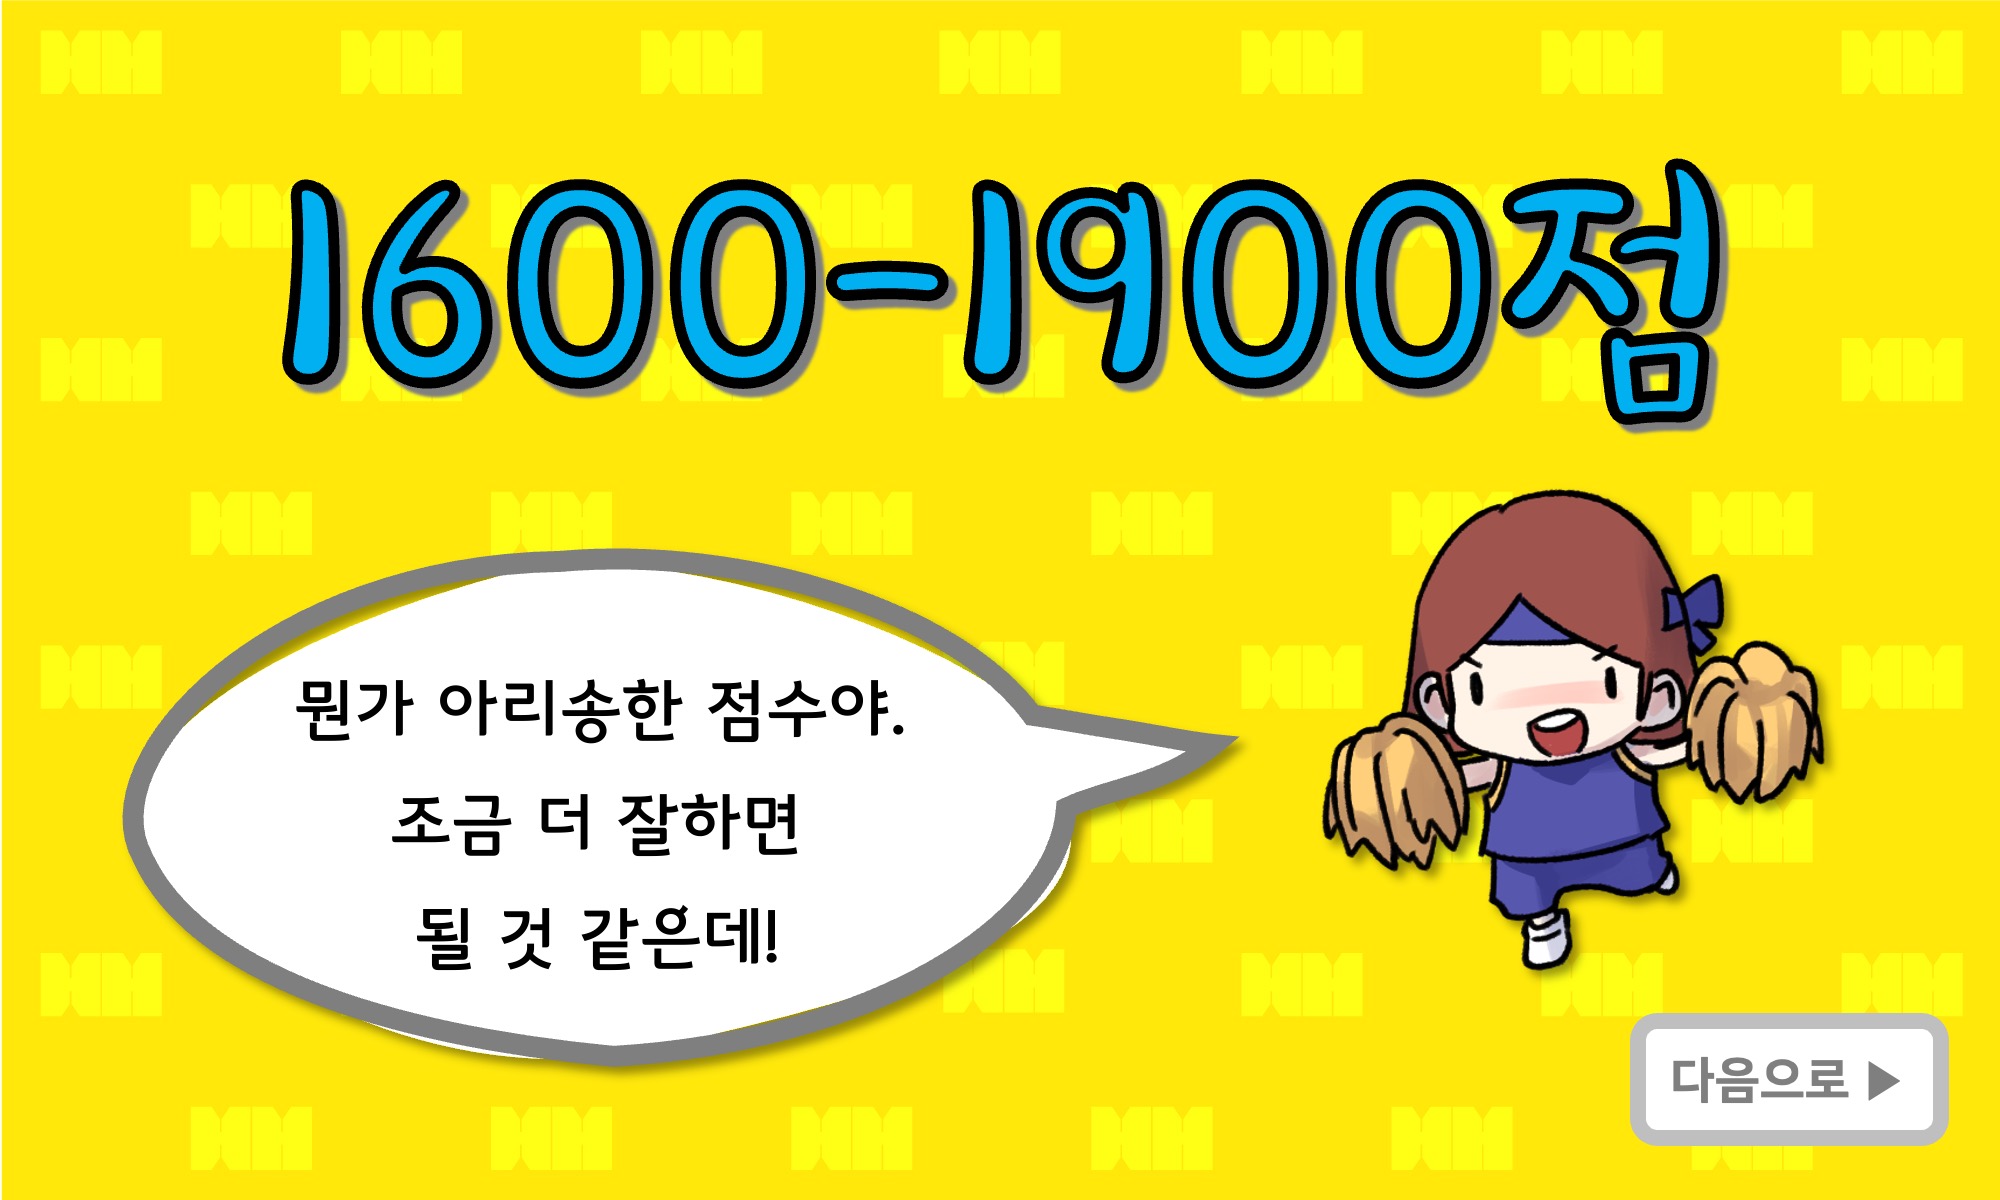 1600-1900점
뭔가 아리송한 점수야.
조금 더 잘하면
될 것 같은데!
다음으로 ▶